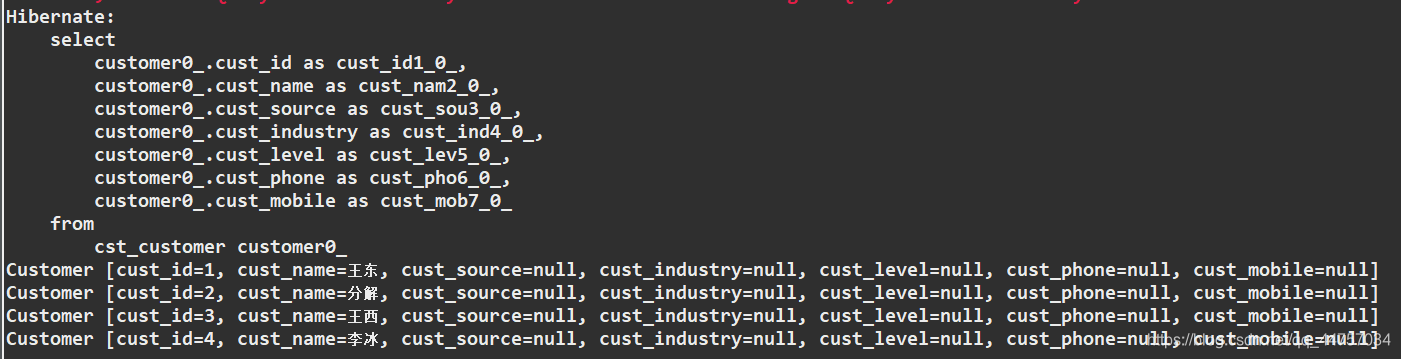 Hibernate:
select
customer0_.cust_id as cust_id1_0_,
customer0_.cust_name as cust_nam2_0_,
customer0_.cust_source as cust_sou3_0_,
customer0_.cust_industry as cust_ind4_0_,
customer0_.cust_level as cust_lev5_0_,
customer0_.cust_phone as cust_pho6_0_,
customer0_.cust_mobile as cust_mob7_0_
from
cst_customer customer0_
Customer [cust_id=1, cust_name=王东, cust_source=null, cust_industry=null, cust_level=null, cust_phone=null, cust_mobile=null]
Customer [cust_id=2, cust_name=分解, cust_source=null, cust_industry=null, cust_level=null, cust_phone=null, cust_mobile=null]
Customer [cust_id=3, cust_name=王西, cust_source=null, cust_industry=null, cust_level=null, cust_phone=null, cust_mobile=null]
Customer [cust_id=4, cust_name=李冰, cust_source=null, cust_industry=null, cust_level=null, cust_phone=null, cust_mobile=null]